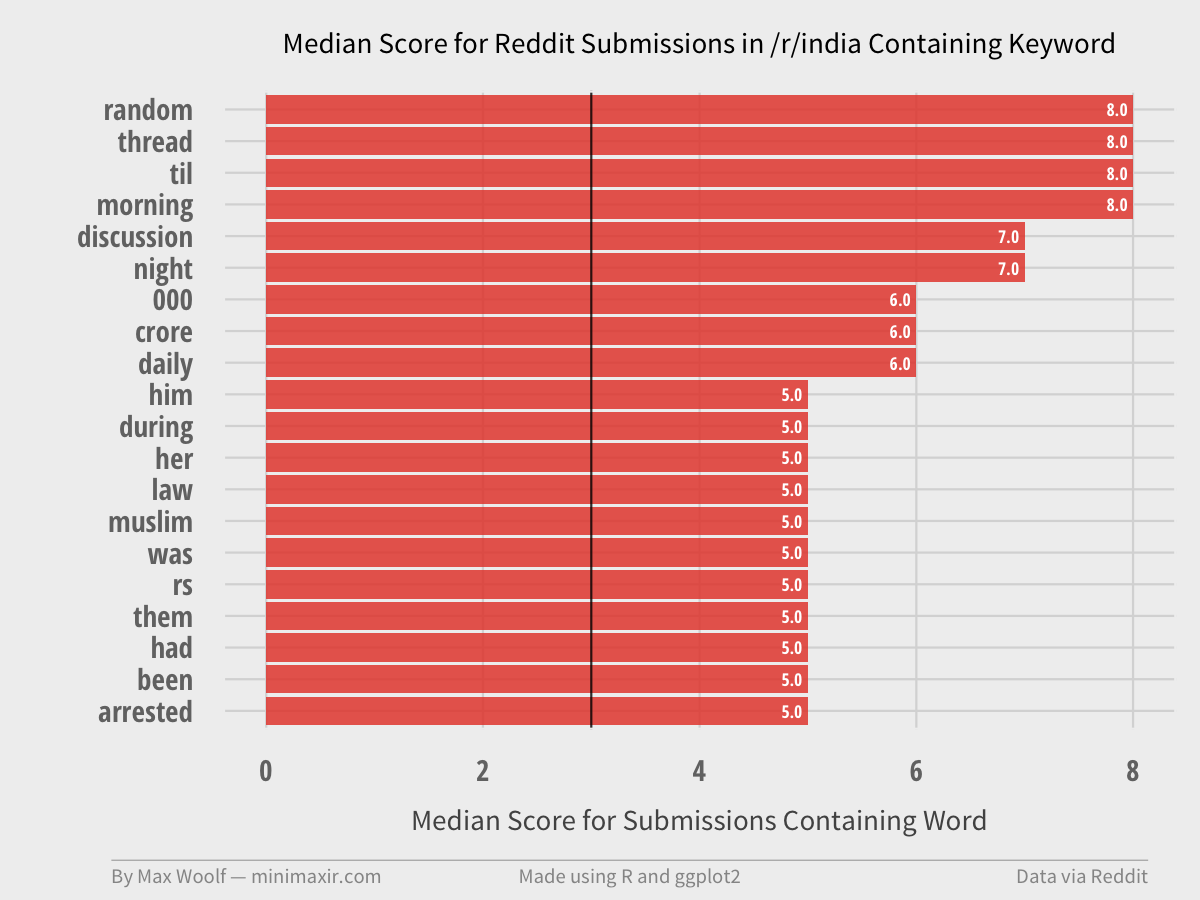 Median Score for Reddit Submissions in /r/india Containing Keyword
random 8.0
thread 8.0
til 8.0
morning 8.0
discussion 7.0
night 7.0
000 6.0
crore 6.0
daily 6.0
him 5.0
during 5.0
her 5.0
law 5.0
muslim 5.0
was 5.0
rs 5.0
them 5.0
had 5.0
been 5.0
arrested 5.0
0 2 4 6 8
Median Score for Submissions Containing Word
By Max Woolf — minimaxir.com Made using R and ggplot2 Data via Reddit